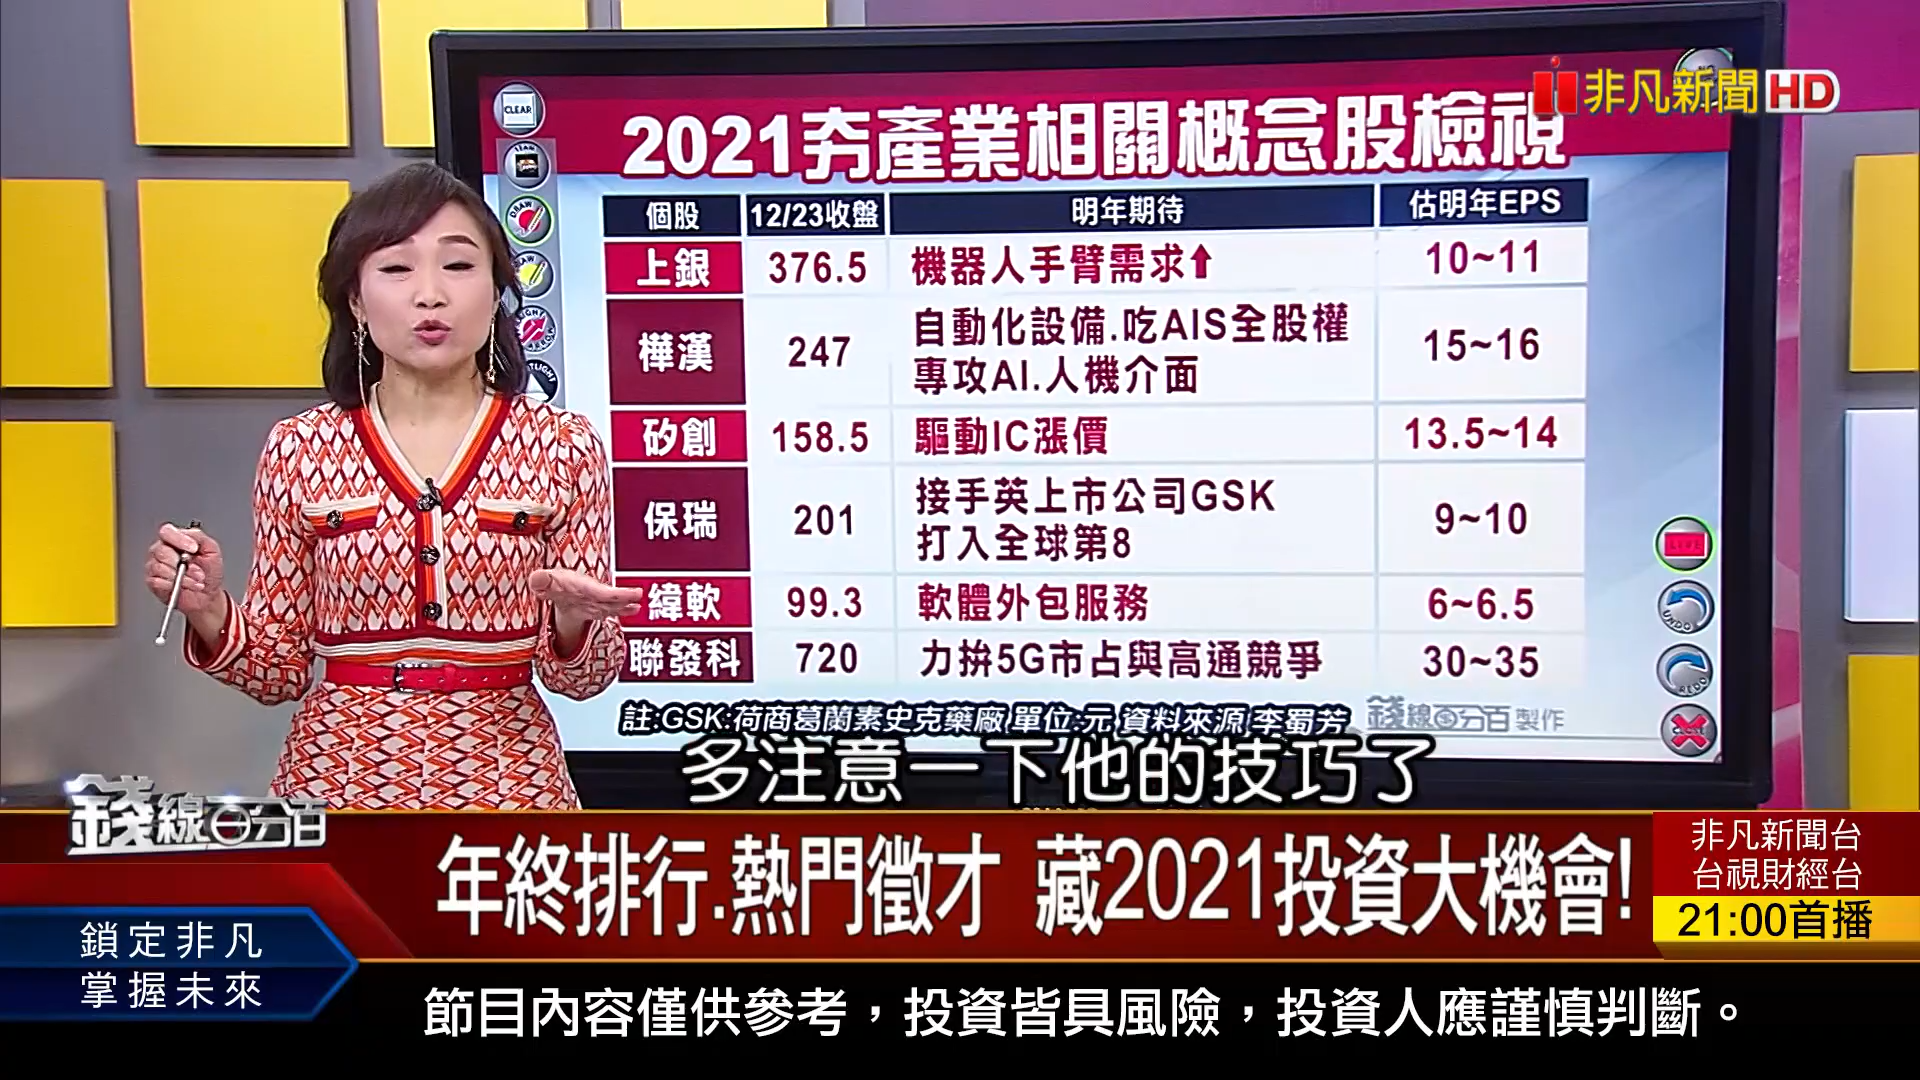 非凡新聞HD
CLEAR
2021夯產業相關概念股檢視
個股 12/23收盤 明年期待 估明年EPS
上銀 376.5 機器人手臂需求⬆ 10~11
樺漢 247 自動化設備.吃AIS全股權 15~16
專攻AI.人機介面
矽創 158.5 驅動IC漲價 13.5~14
保瑞 201 接手英上市公司GSK 9~10
打入全球第8
緯軟 99.3 軟體外包服務 6~6.5
聯發科 720 力拚5G市占與高通競爭 30~35
註:GSK:荷商葛蘭素史克藥廠 單位:元 資料來源 李蜀芳 錢線百分百 製作
DRAW
LIVE
UNDO
REDO
CLOSE
多注意一下他的技巧了
錢線百分百
年終排行.熱門徵才 藏2021投資大機會!
非凡新聞台
台視財經台
21:00首播
鎖定非凡
掌握未來
節目內容僅供參考，投資皆具風險，投資人應謹慎判斷。